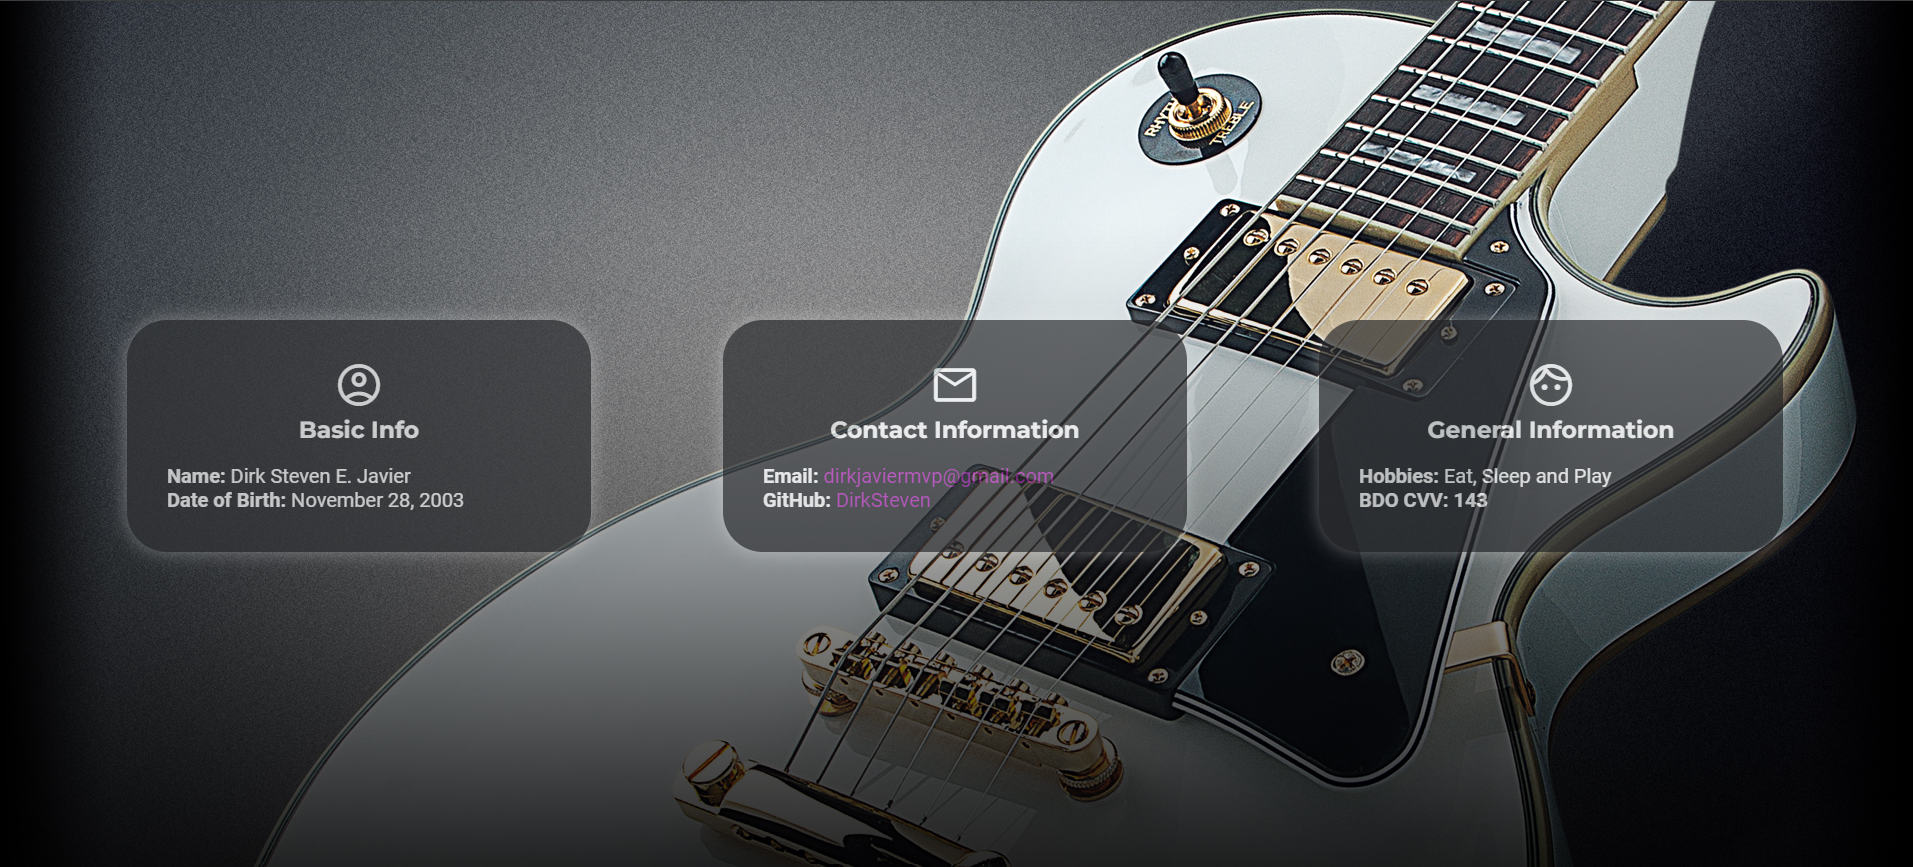 RHYTHM
TREBLE
Basic Info
Name: Dirk Steven E. Javier
Date of Birth: November 28, 2003
Contact Information
Email: dirkjaviermvp@gmail.com
GitHub: DirkSteven
General Information
Hobbies: Eat, Sleep and Play
BDO CVV: 143